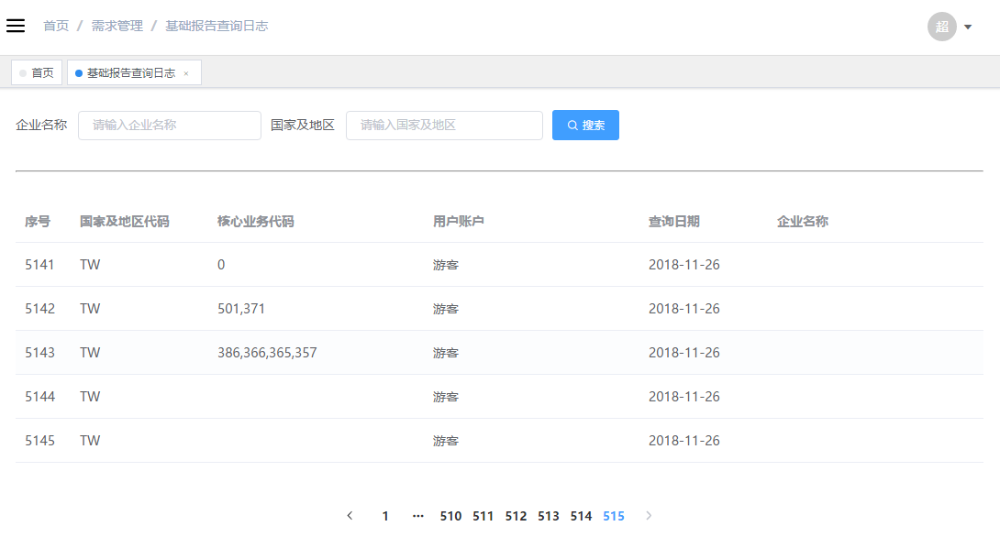 首页 / 需求管理 / 基础报告查询日志
超
首页 基础报告查询日志 ×
企业名称 请输入企业名称 国家及地区 请输入国家及地区 搜索
序号 国家及地区代码 核心业务代码 用户账户 查询日期 企业名称
5141 TW 0 游客 2018-11-26
5142 TW 501,371 游客 2018-11-26
5143 TW 386,366,365,357 游客 2018-11-26
5144 TW 游客 2018-11-26
5145 TW 游客 2018-11-26
< 1 ··· 510 511 512 513 514 515 >